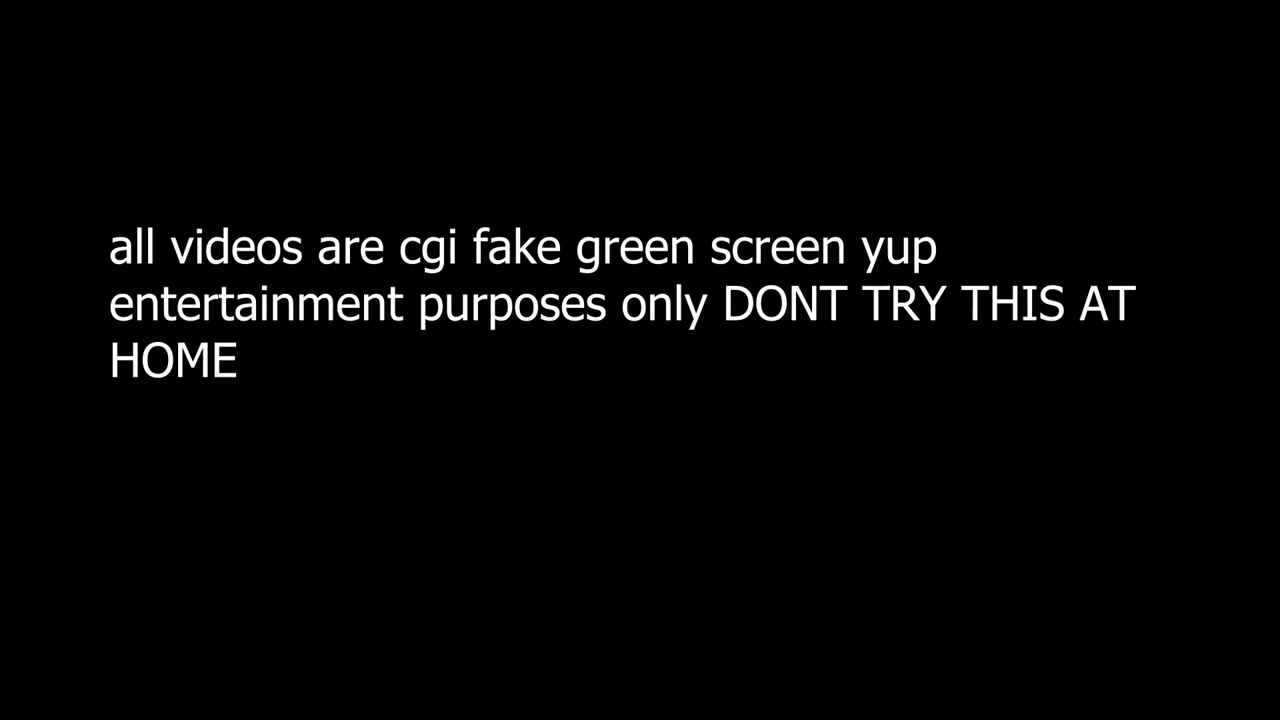 all videos are cgi fake green screen yup
entertainment purposes only DONT TRY THIS AT
HOME